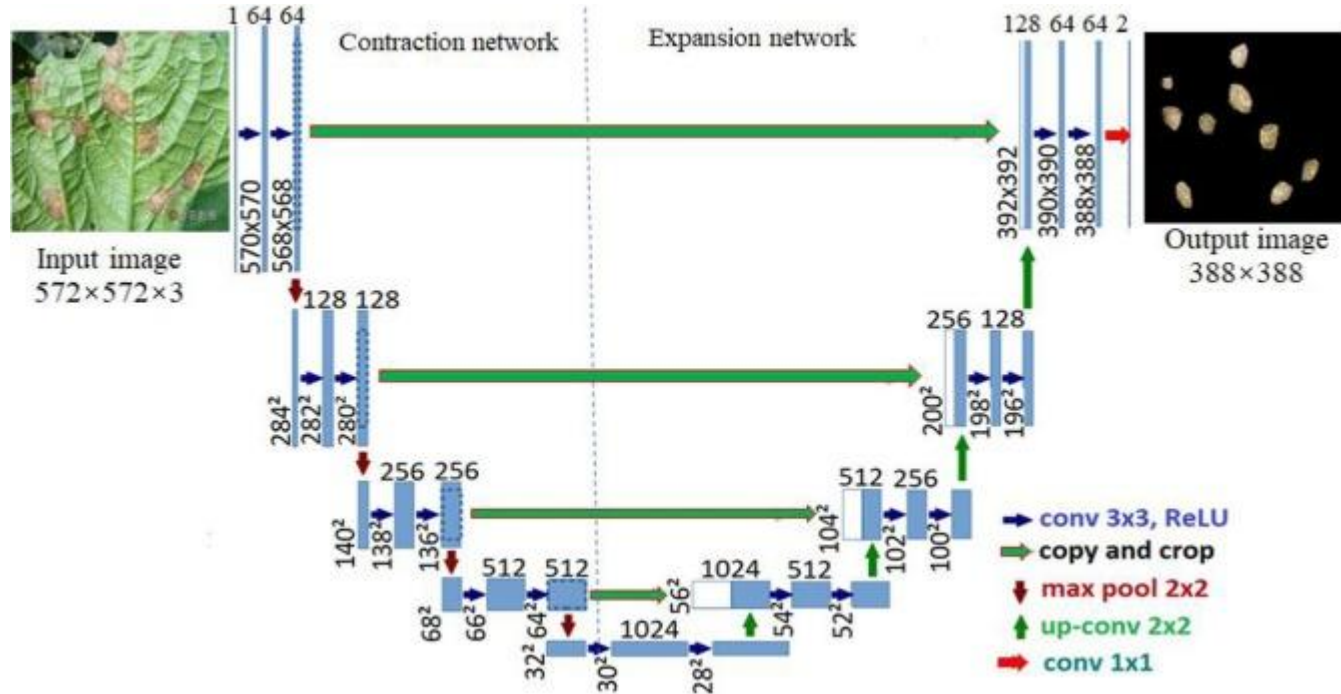 1 64 64
Contraction network
Expansion network
128 64 64 2
570x570
568x568
392x392
390x390
388x388
Input image
572×572×3
Output image
388×388
128 128
284²
282²
280²
256 128
200²
198²
196²
256 256
140²
138²
136²
512 256
104²
102²
100²
512 512
68²
66²
64²
1024 512
56²
54²
52²
1024
32²
30²
28²
conv 3x3, ReLU
copy and crop
max pool 2x2
up-conv 2x2
conv 1x1